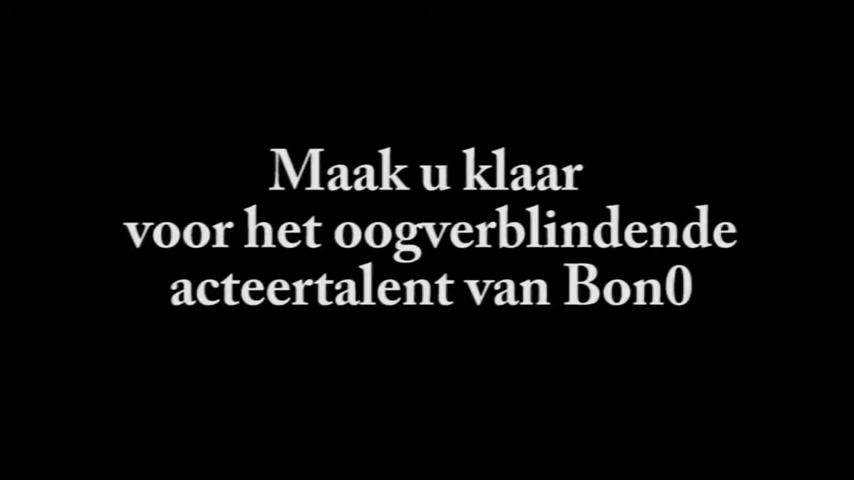 Maak u klaar
voor het oogverblindende
acteertalent van Bon0